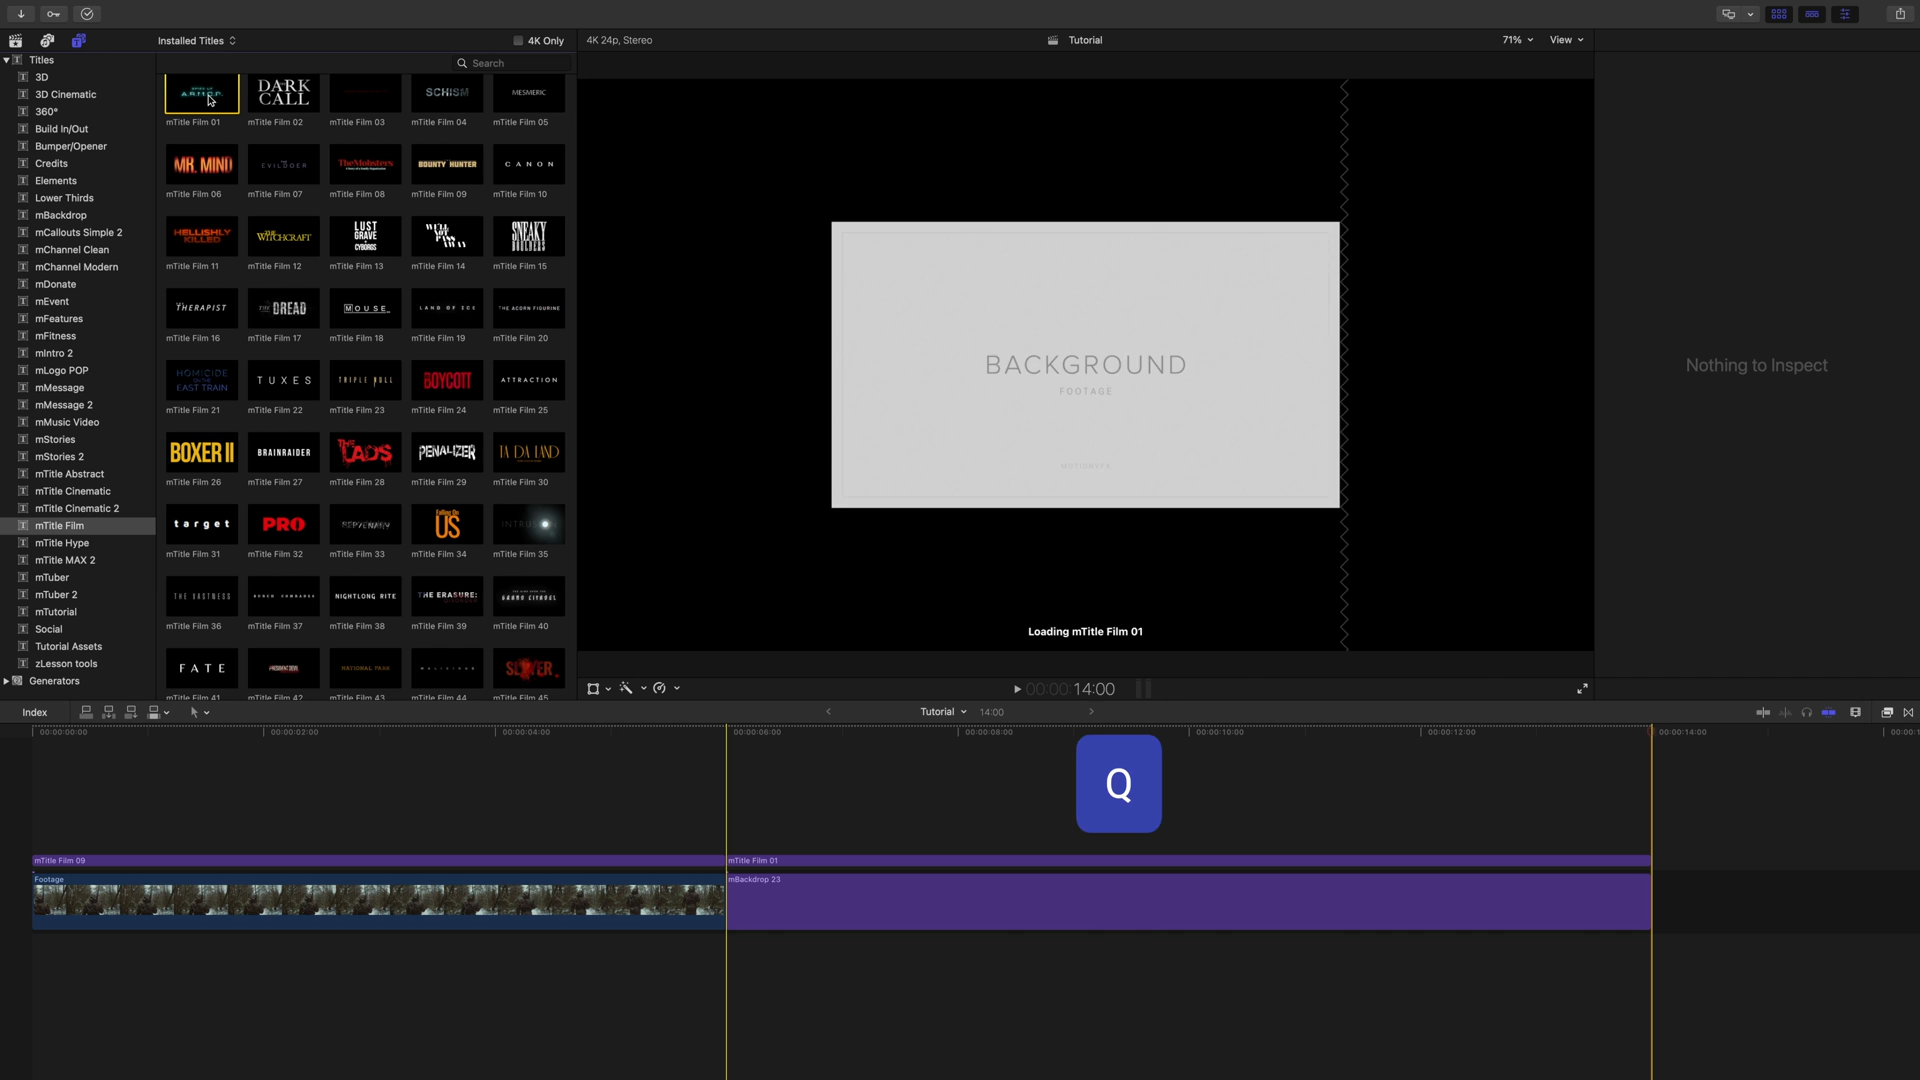 Installed Titles
4K Only
4K 24p, Stereo
Tutorial
71%
View
Search
Titles
3D
3D Cinematic
360°
Build In/Out
Bumper/Opener
Credits
Elements
Lower Thirds
mBackdrop
mCallouts Simple 2
mChannel Clean
mChannel Modern
mDonate
mEvent
mFeatures
mFitness
mIntro 2
mLogo POP
mMessage
mMessage 2
mMusic Video
mStories
mStories 2
mTitle Abstract
mTitle Cinematic
mTitle Cinematic 2
mTitle Film
mTitle Hype
mTitle MAX 2
mTuber
mTuber 2
mTutorial
Social
Tutorial Assets
zLesson tools
Generators
DARK CALL
SCHISM
MESMERIC
mTitle Film 01
mTitle Film 02
mTitle Film 03
mTitle Film 04
mTitle Film 05
MR. MIND
THE EVILDOER
TheMobsters
BOUNTY HUNTER
CANON
mTitle Film 06
mTitle Film 07
mTitle Film 08
mTitle Film 09
mTitle Film 10
HELLISHLY KILLED
THE WITCHCRAFT
LUST GRAVE CYBORGS
WE'LL NOT PASS AWAY
SNEAKY BOULDERS
mTitle Film 11
mTitle Film 12
mTitle Film 13
mTitle Film 14
mTitle Film 15
THERAPIST
THE DREAD
MOUSE
LAND OF ICE
THE ACORN FIGURINE
mTitle Film 16
mTitle Film 17
mTitle Film 18
mTitle Film 19
mTitle Film 20
HOMICIDE ON THE EAST TRAIN
TUXES
TRIPLE NULL
BOYCOTT
ATTRACTION
mTitle Film 21
mTitle Film 22
mTitle Film 23
mTitle Film 24
mTitle Film 25
BOXER II
BRAINRAIDER
THE LADS
PENALIZER
TA DA LAND
mTitle Film 26
mTitle Film 27
mTitle Film 28
mTitle Film 29
mTitle Film 30
target
PRO
Falling On US
mTitle Film 31
mTitle Film 32
mTitle Film 33
mTitle Film 34
mTitle Film 35
THE VASTNESS
NIGHTLONG RITE
THE ERASURE:
mTitle Film 36
mTitle Film 37
mTitle Film 38
mTitle Film 39
mTitle Film 40
FATE
NATIONAL PARK
MALICIOUS
SLAYER
mTitle Film 41
mTitle Film 42
mTitle Film 43
mTitle Film 44
mTitle Film 45
BACKGROUND
FOOTAGE
MOTIONVFX
Loading mTitle Film 01
Nothing to Inspect
00:00:14:00
Index
Tutorial
14:00
00:00:00:00
00:00:02:00
00:00:04:00
00:00:06:00
00:00:08:00
00:00:10:00
00:00:12:00
00:00:14:00
Q
mTitle Film 09
mTitle Film 01
Footage
mBackdrop 23